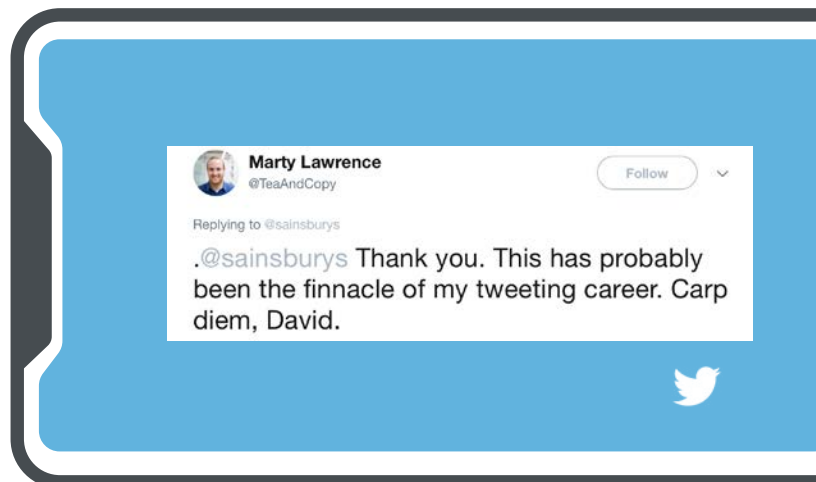 Marty Lawrence
@TeaAndCopy
Follow
Replying to @sainsburys
.@sainsburys Thank you. This has probably
been the finnacle of my tweeting career. Carp
diem, David.